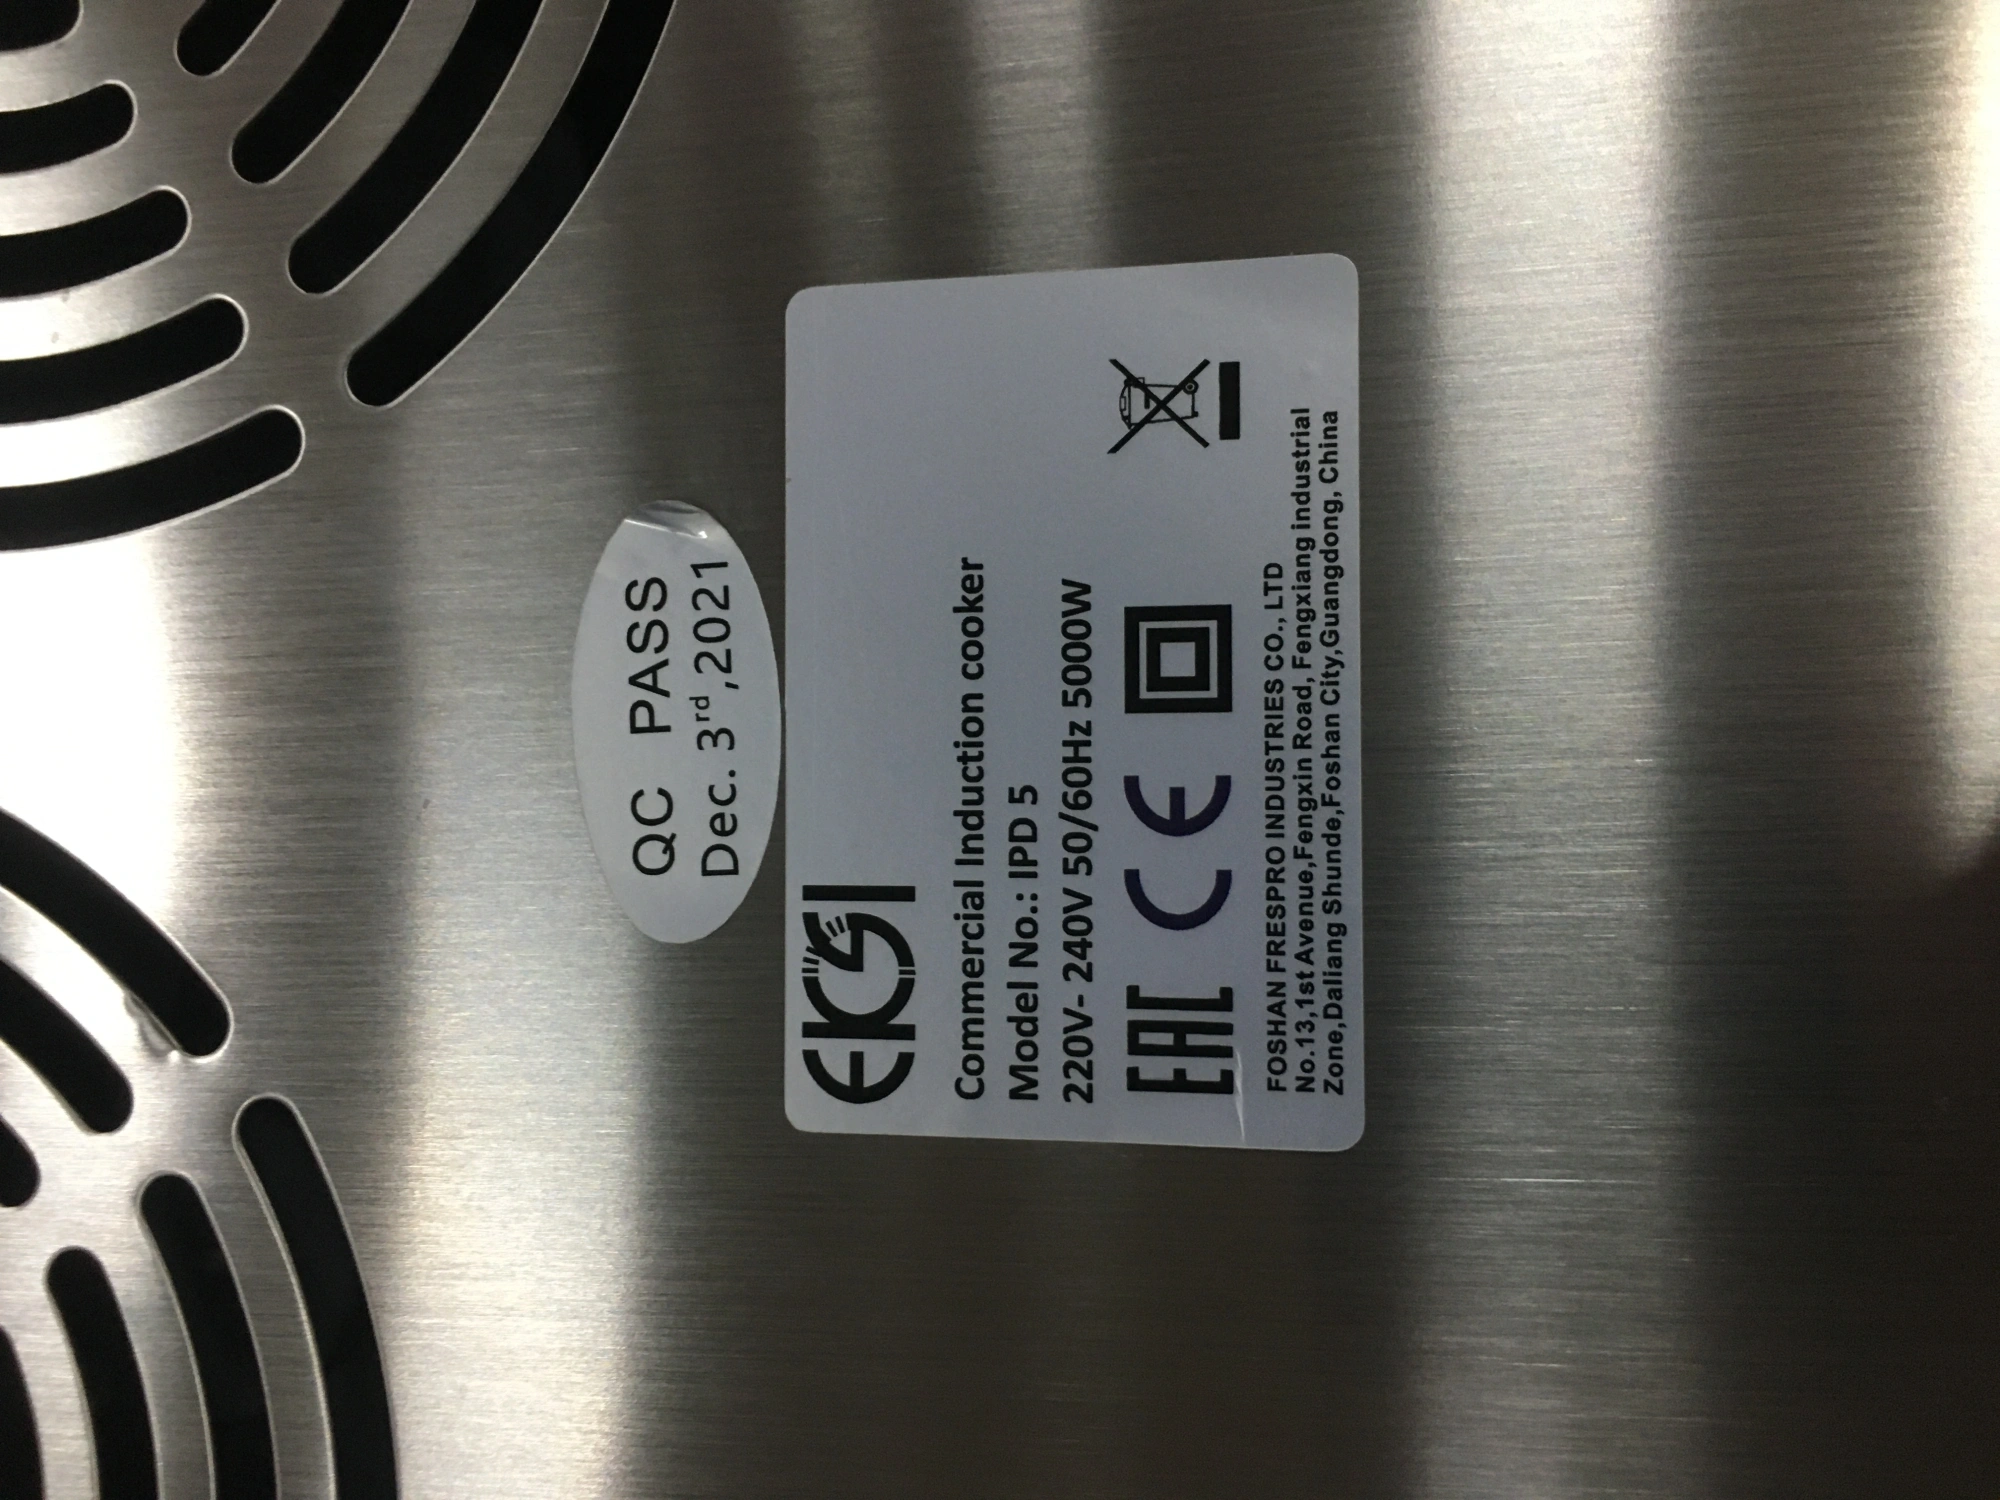 QC PASS
Dec. 3rd,2021
EKSI
Commercial Induction cooker
Model No.: IPD 5
220V- 240V 50/60Hz 5000W
EAC CE
FOSHAN FRESPRO INDUSTRIES CO., LTD
No.13,1st Avenue,Fengxin Road, Fengxiang industrial
Zone,Daliang Shunde,Foshan City,Guangdong, China